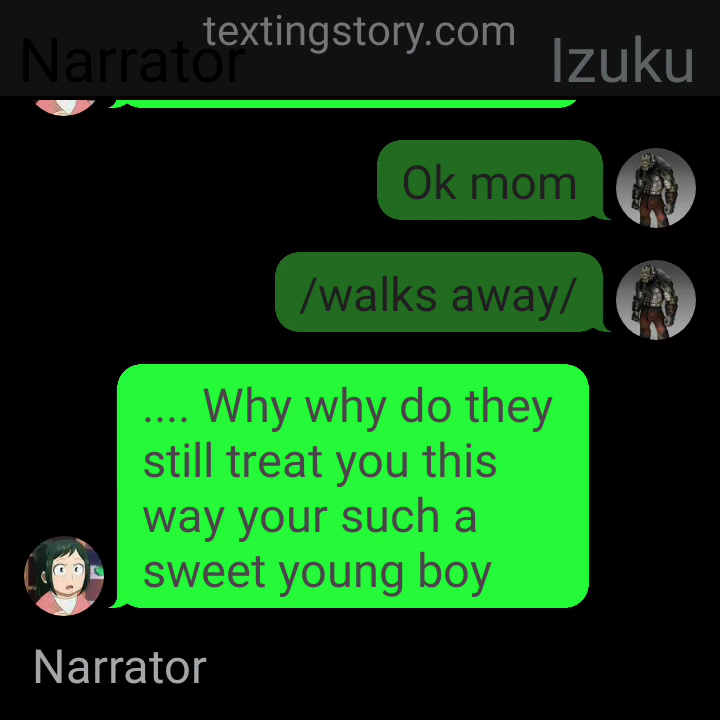 textingstory.com
Narrator
Izuku
Ok mom
/walks away/
.... Why why do they
still treat you this
way your such a
sweet young boy
Narrator